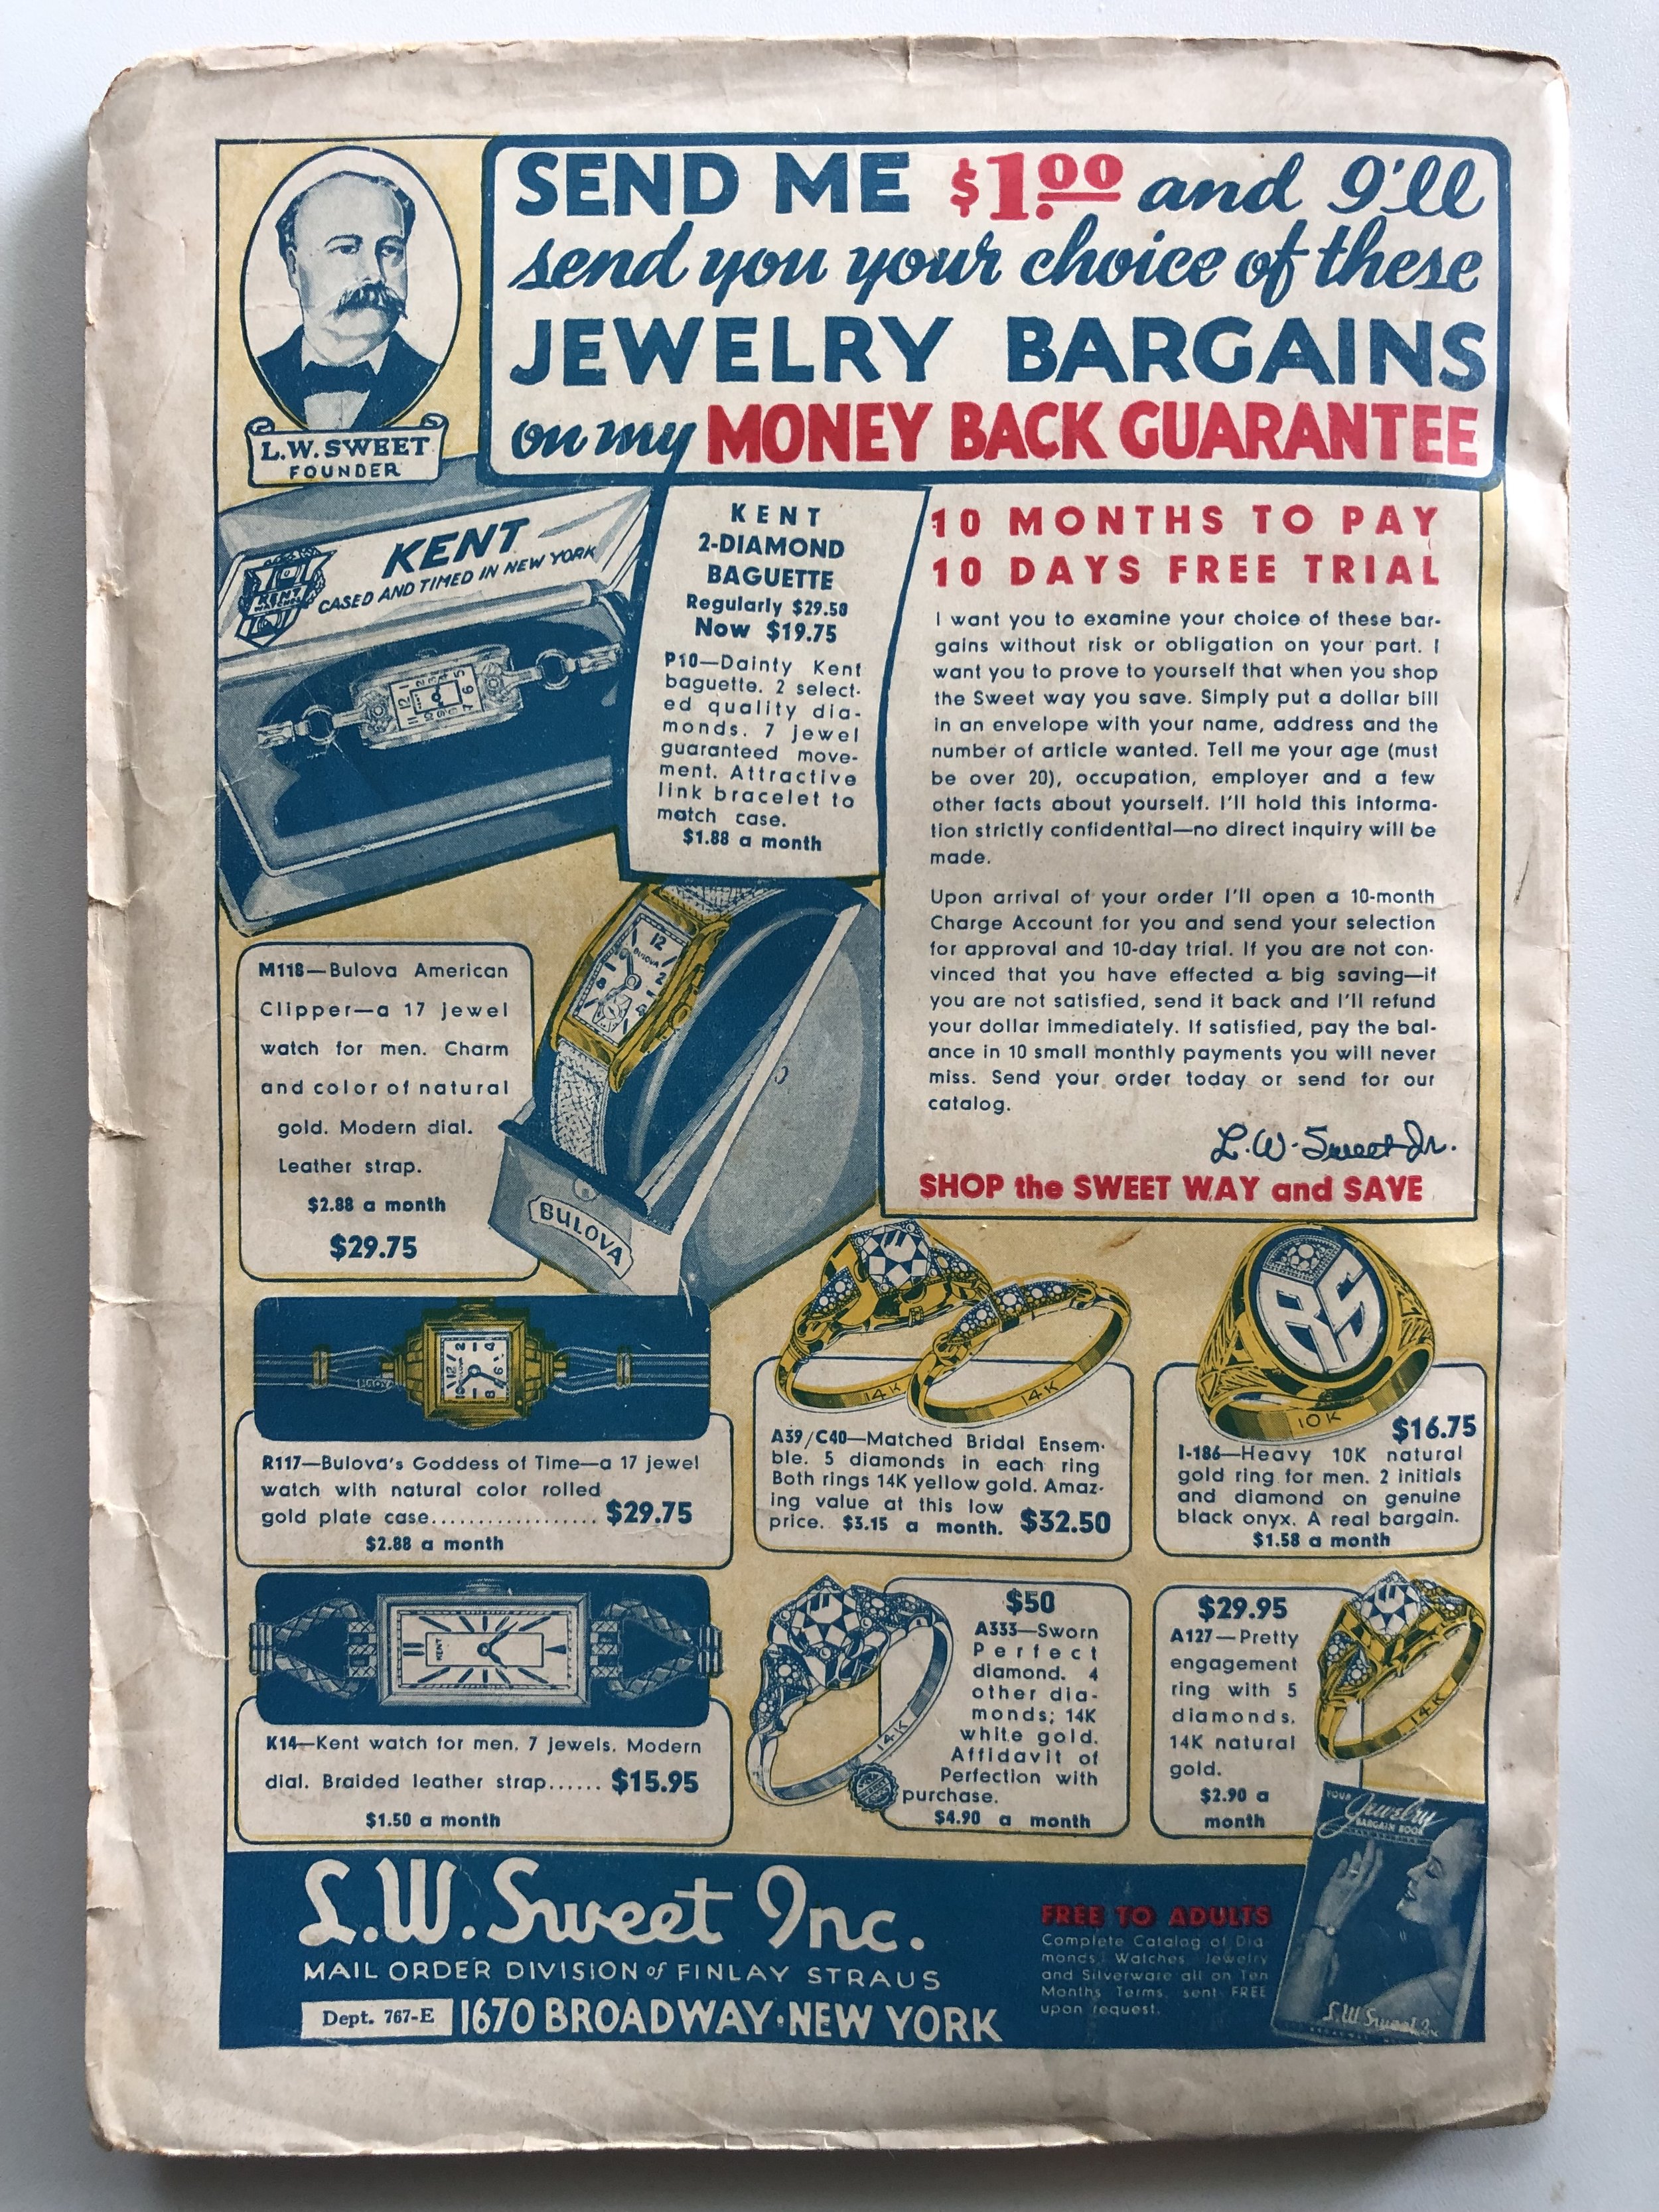 SEND ME $1.00 and I'll
send you your choice of these
JEWELRY BARGAINS
on my MONEY BACK GUARANTEE
L.W. SWEET
FOUNDER
KENT
CASED AND TIMED IN NEW YORK
KENT
WATCHES
KENT
2-DIAMOND
BAGUETTE
Regularly $29.50
Now $19.75
P10—Dainty Kent
baguette. 2 select-
ed quality dia-
monds. 7 jewel
guaranteed move-
ment. Attractive
link bracelet to
match case.
$1.88 a month
10 MONTHS TO PAY
10 DAYS FREE TRIAL
I want you to examine your choice of these bar-
gains without risk or obligation on your part. I
want you to prove to yourself that when you shop
the Sweet way you save. Simply put a dollar bill
in an envelope with your name, address and the
number of article wanted. Tell me your age (must
be over 20), occupation, employer and a few
other facts about yourself. I'll hold this informa-
tion strictly confidential—no direct inquiry will be
made.
Upon arrival of your order I'll open a 10-month
Charge Account for you and send your selection
for approval and 10-day trial. If you are not con-
vinced that you have effected a big saving—if
you are not satisfied, send it back and I'll refund
your dollar immediately. If satisfied, pay the bal-
ance in 10 small monthly payments you will never
miss. Send your order today or send for our
catalog.
L.W. Sweet Jr.
SHOP the SWEET WAY and SAVE
M118—Bulova American
Clipper—a 17 jewel
watch for men. Charm
and color of natural
gold. Modern dial.
Leather strap.
$2.88 a month
$29.75
BULOVA
BULOVA
R117—Bulova's Goddess of Time—a 17 jewel
watch with natural color rolled
gold plate case.................. $29.75
$2.88 a month
14K
14K
A39/C40—Matched Bridal Ensem-
ble. 5 diamonds in each ring
Both rings 14K yellow gold. Amaz-
ing value at this low
price. $3.15 a month. $32.50
RS
10K
$16.75
I-186—Heavy 10K natural
gold ring for men. 2 initials
and diamond on genuine
black onyx. A real bargain.
$1.58 a month
KENT
K14—Kent watch for men, 7 jewels. Modern
dial. Braided leather strap...... $15.95
$1.50 a month
14K
$50
A333—Sworn
Perfect
diamond. 4
other dia-
monds; 14K
white gold.
Affidavit of
Perfection with
purchase.
$4.90 a month
$29.95
A127—Pretty
engagement
ring with 5
diamonds.
14K natural
gold.
$2.90 a
month
14K
YOUR
Jewelry
BARGAIN BOOK
L.W. Sweet Inc.
MAIL ORDER DIVISION of FINLAY STRAUS
Dept. 767-E 1670 BROADWAY·NEW YORK
FREE TO ADULTS
Complete Catalog of Dia-
monds, Watches, Jewelry
and Silverware all on Ten
Months Terms, sent FREE
upon request.
L.W. Sweet Inc.